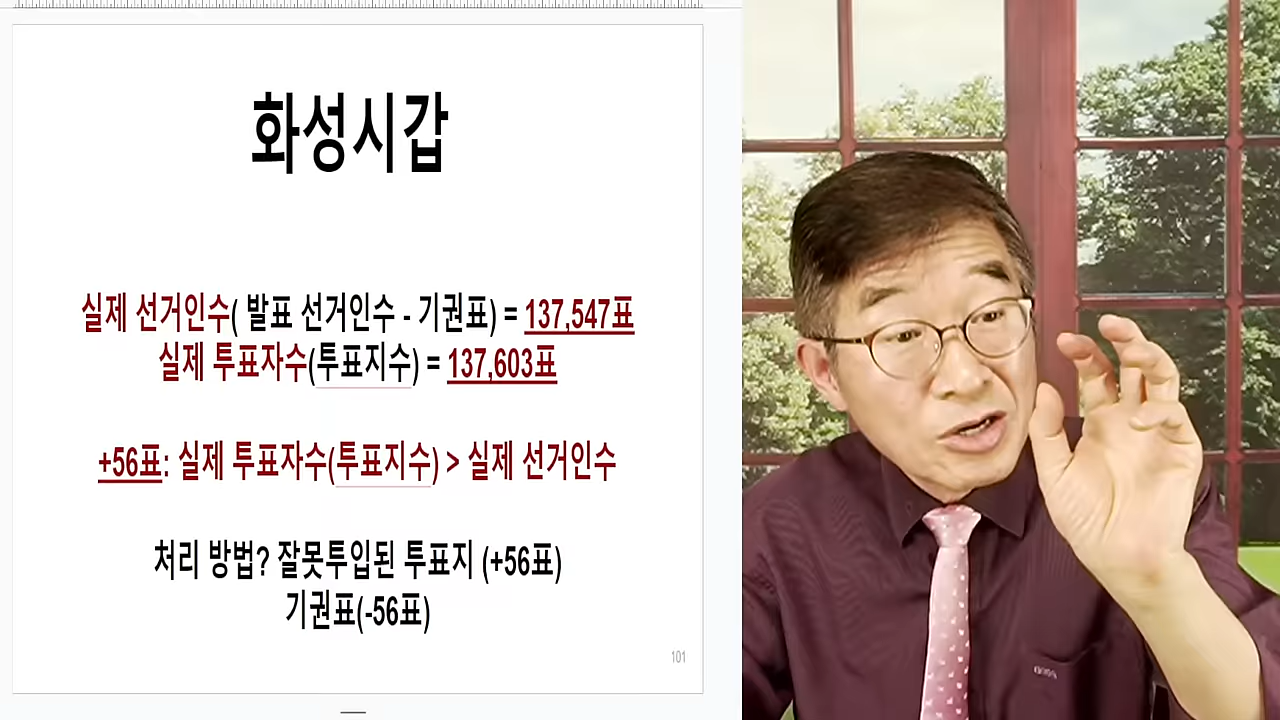 화성시갑
실제 선거인수( 발표 선거인수 - 기권표) = 137,547표
실제 투표자수(투표지수) = 137,603표
+56표: 실제 투표자수(투표지수) > 실제 선거인수
처리 방법? 잘못투입된 투표지 (+56표)
기권표(-56표)
101